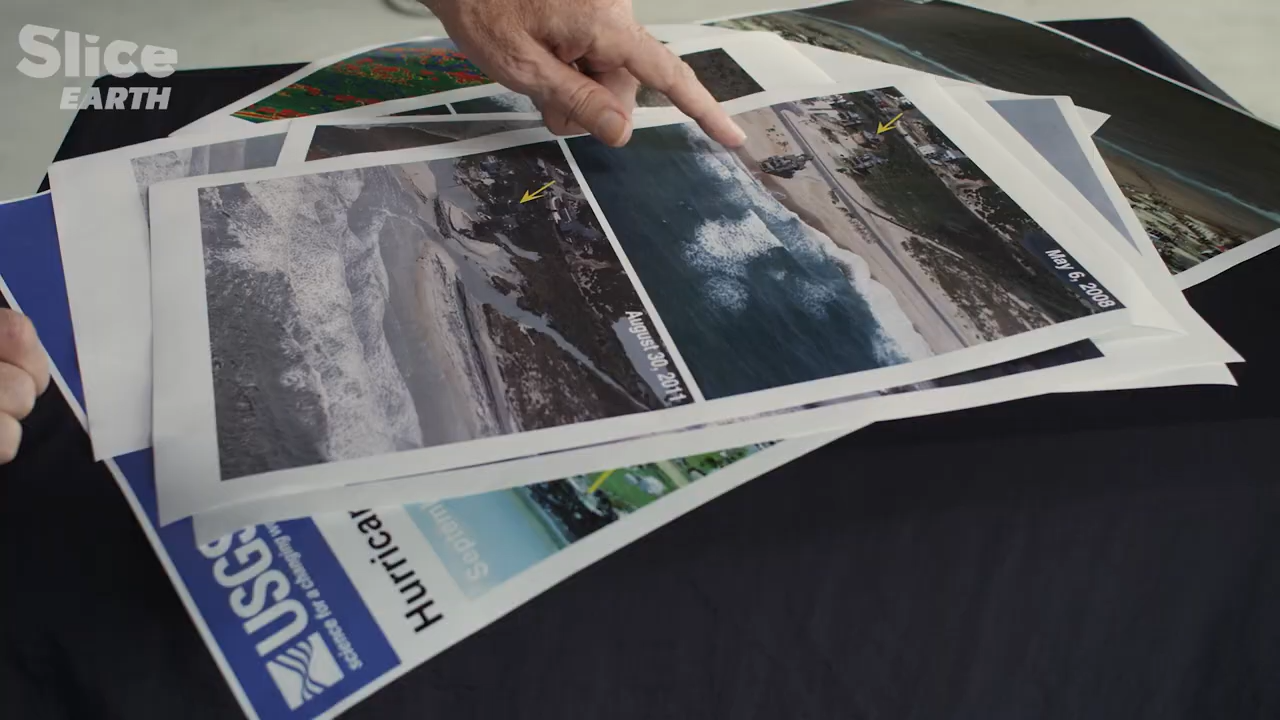 Slice
EARTH
May 6, 2008
August 30, 2011
Septem
Hurrican
USGS
science for a changing w